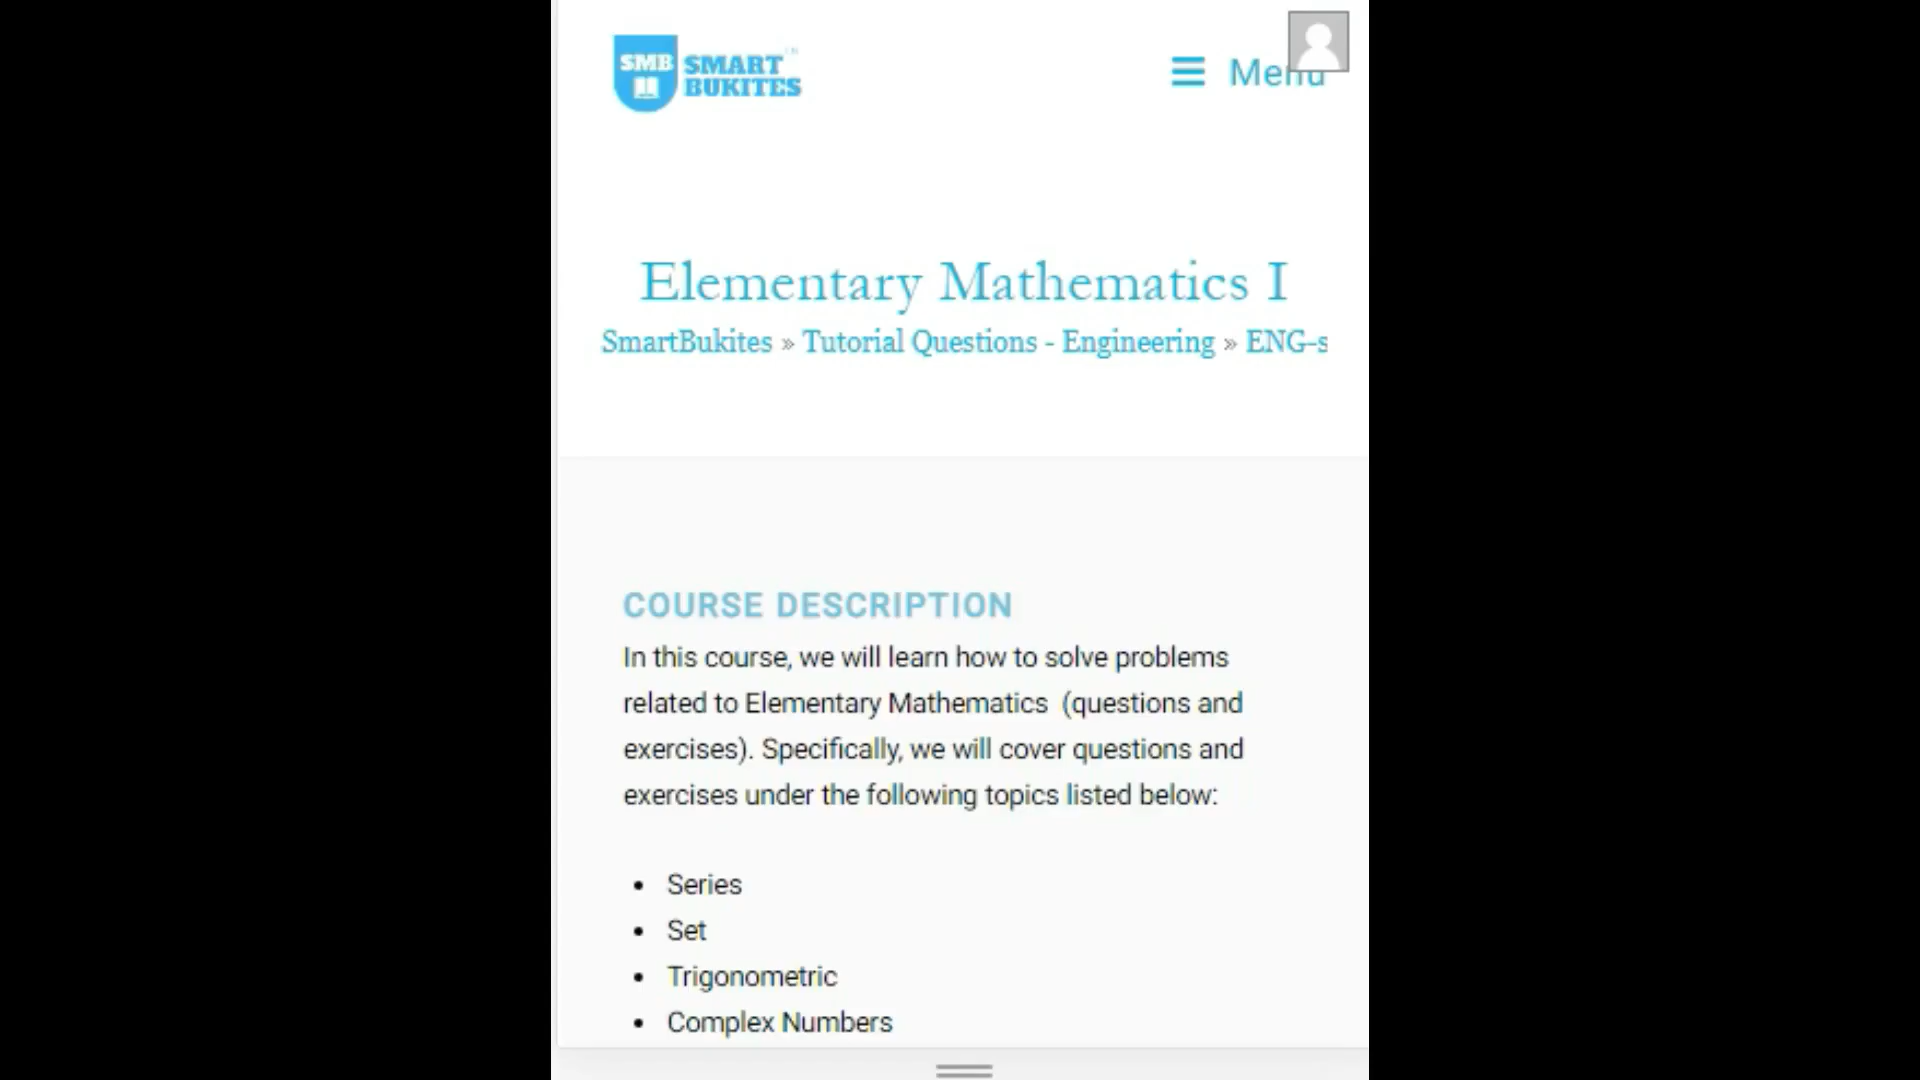 SMB SMART
BUKITES
Menu
Elementary Mathematics I
SmartBukites » Tutorial Questions - Engineering » ENG-s
COURSE DESCRIPTION
In this course, we will learn how to solve problems
related to Elementary Mathematics (questions and
exercises). Specifically, we will cover questions and
exercises under the following topics listed below:
• Series
• Set
• Trigonometric
• Complex Numbers